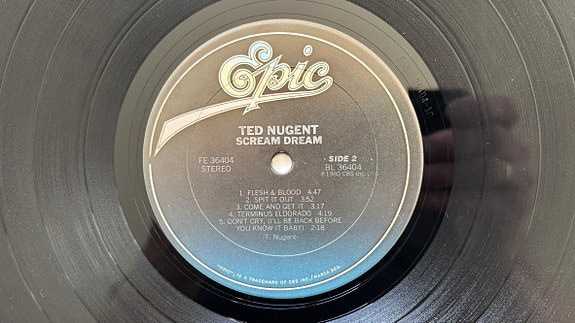 Epic
TED NUGENT
SCREAM DREAM
FE 36404
STEREO
SIDE 2
BL 36404
℗ 1980 CBS Inc.
1. FLESH & BLOOD 4:47
2. SPIT IT OUT 3:52
3. COME AND GET IT 3:17
4. TERMINUS ELDORADO 4:19
5. DON'T CRY, (I'LL BE BACK BEFORE
YOU KNOW IT BABY) 2:18
-T. Nugent-
"EPIC", IS A TRADEMARK OF CBS INC./MARCA REG.